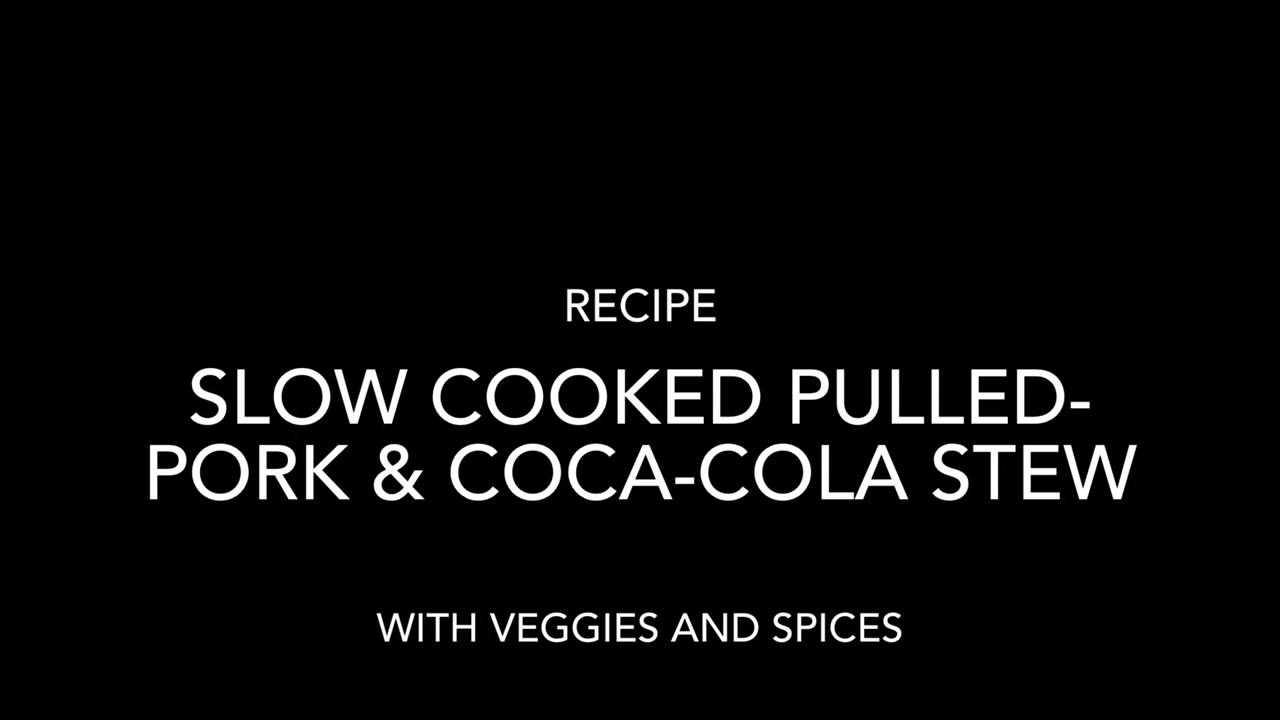 RECIPE
SLOW COOKED PULLED-
PORK & COCA-COLA STEW
WITH VEGGIES AND SPICES